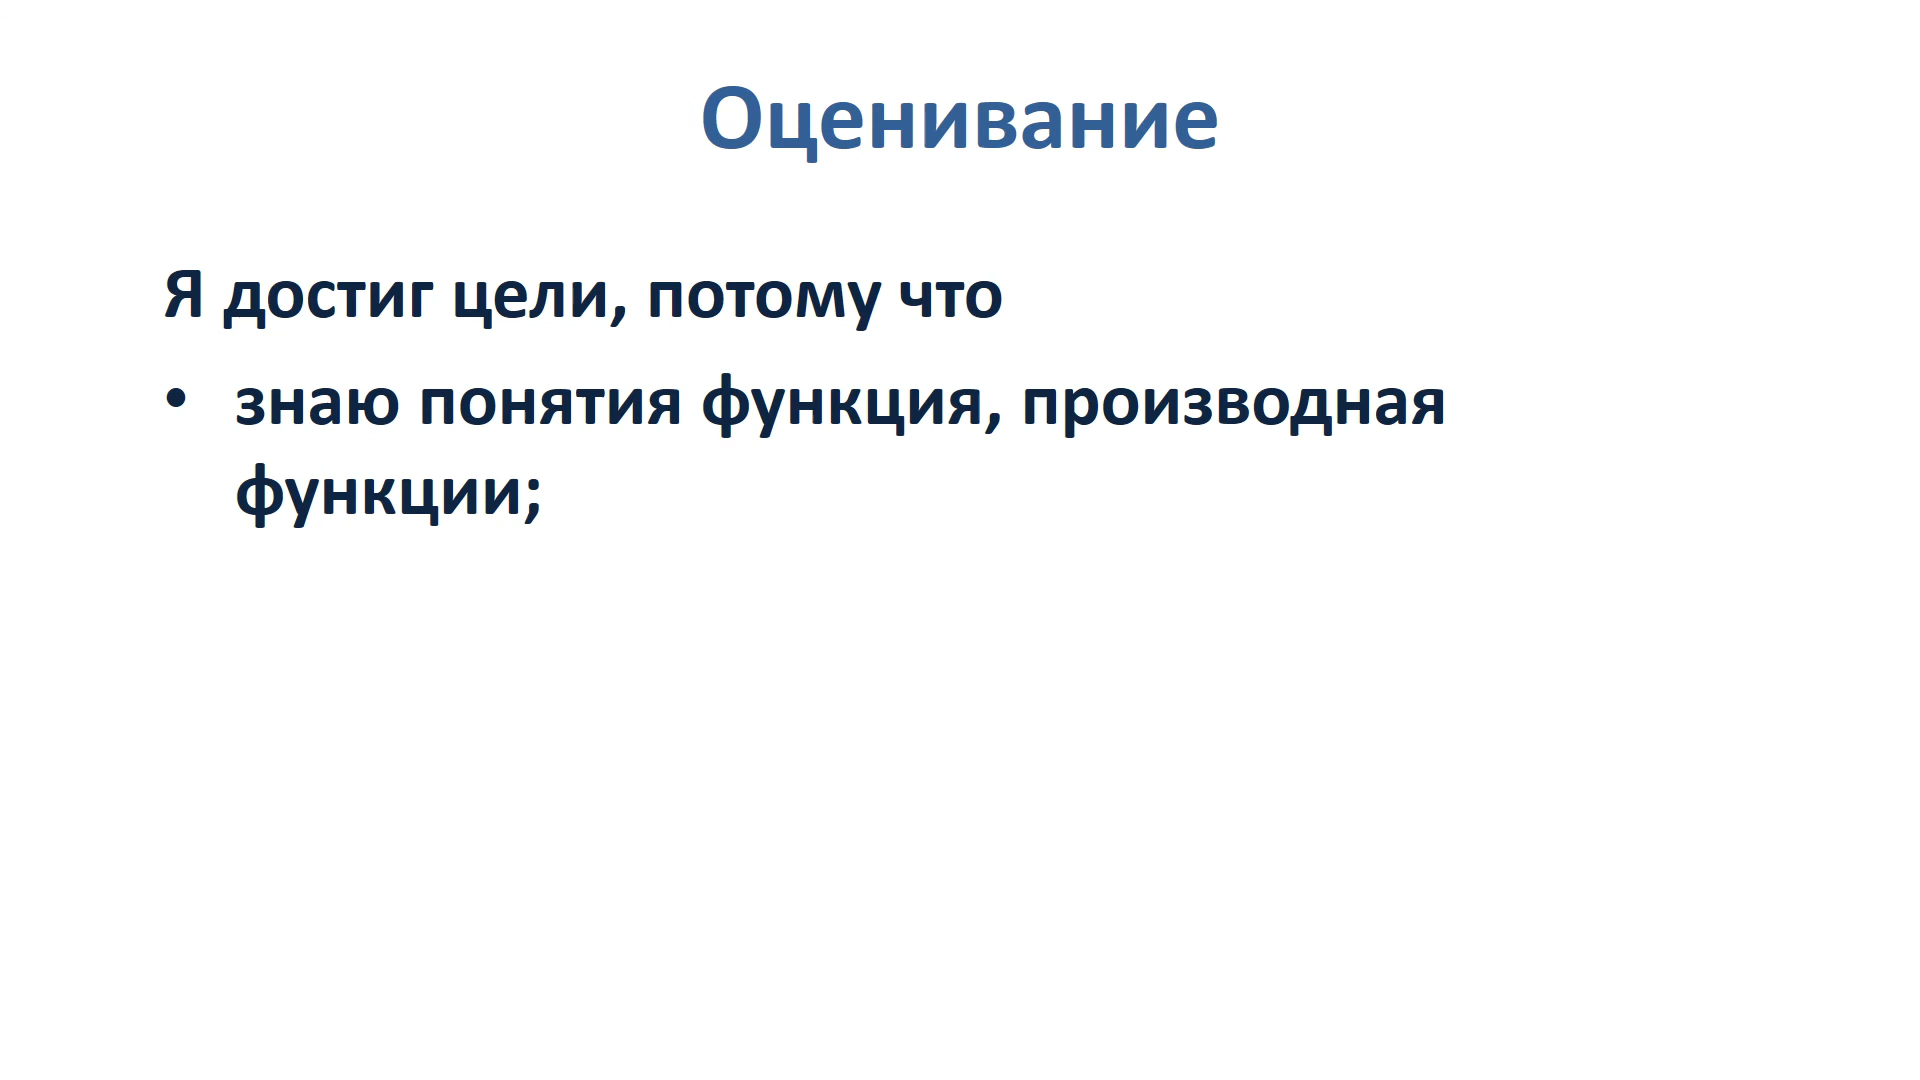 Оценивание
Я достиг цели, потому что
• знаю понятия функция, производная
функции;